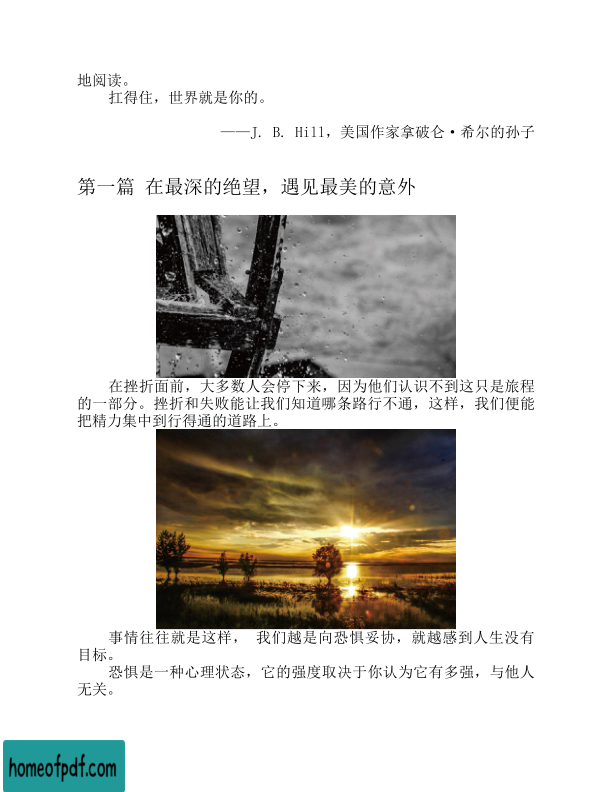 地阅读。
扛得住，世界就是你的。
——J. B. Hill，美国作家拿破仑·希尔的孙子
第一篇 在最深的绝望，遇见最美的意外
在挫折面前，大多数人会停下来，因为他们认识不到这只是旅程
的一部分。挫折和失败能让我们知道哪条路行不通，这样，我们便能
把精力集中到行得通的道路上。
事情往往就是这样， 我们越是向恐惧妥协，就越感到人生没有
目标。
恐惧是一种心理状态，它的强度取决于你认为它有多强，与他人
无关。
homeofpdf.com